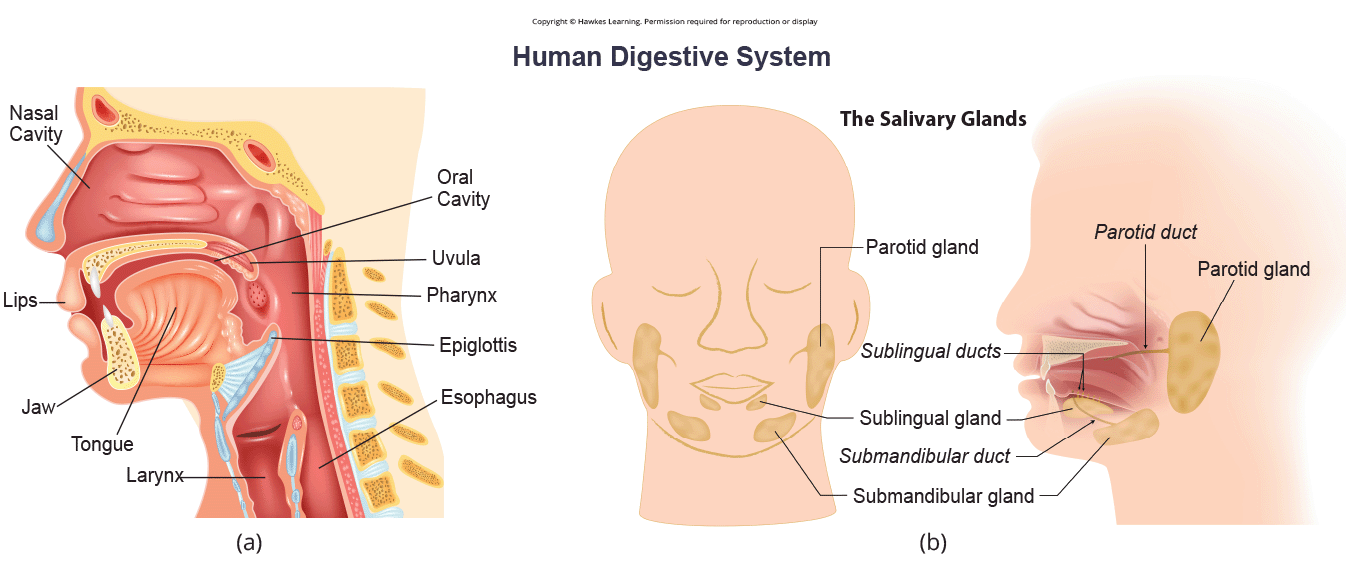 Copyright © Hawkes Learning. Permission required for reproduction or display
Human Digestive System
Nasal
Cavity
Oral
Cavity
Uvula
Pharynx
Lips
Epiglottis
Jaw
Esophagus
Tongue
Larynx
(a)
The Salivary Glands
Parotid gland
Parotid duct
Parotid gland
Sublingual ducts
Sublingual gland
Submandibular duct
Submandibular gland
(b)